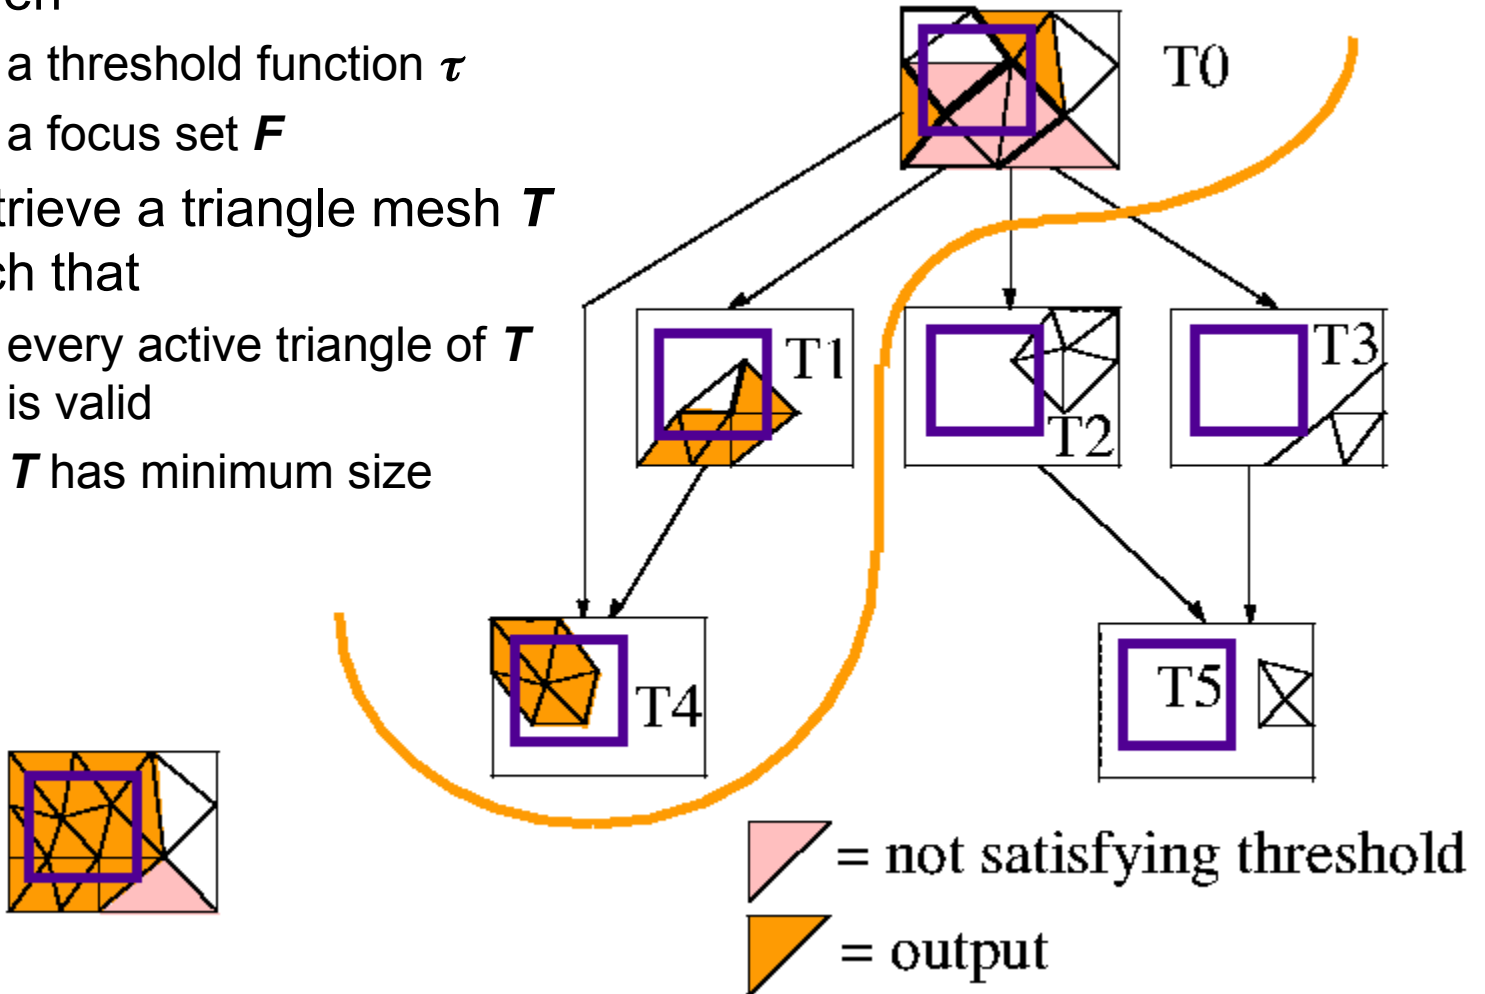 en
a threshold function τ
a focus set F
trieve a triangle mesh T
ch that
every active triangle of T
is valid
T has minimum size
T0
T1
T2
T3
T4
T5
= not satisfying threshold
= output